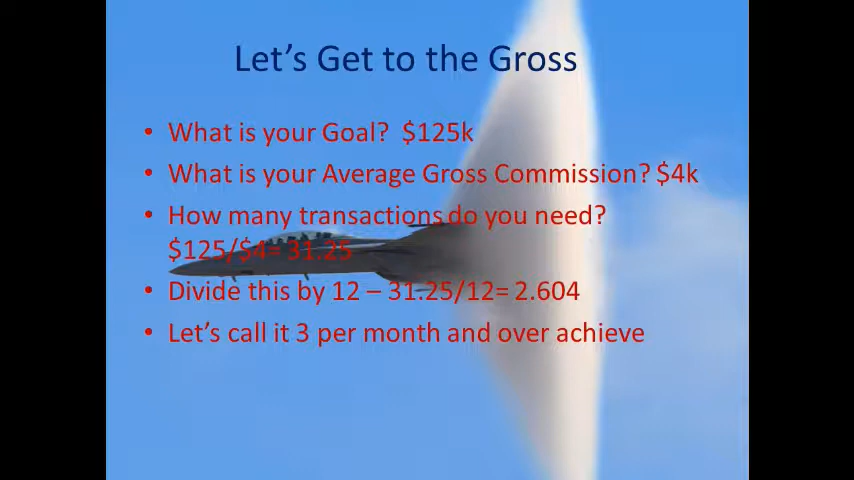 Let's Get to the Gross
• What is your Goal?  $125k
• What is your Average Gross Commission? $4k
• How many transactions do you need?
$125/$4= 31.25
• Divide this by 12 – 31.25/12= 2.604
• Let's call it 3 per month and over achieve